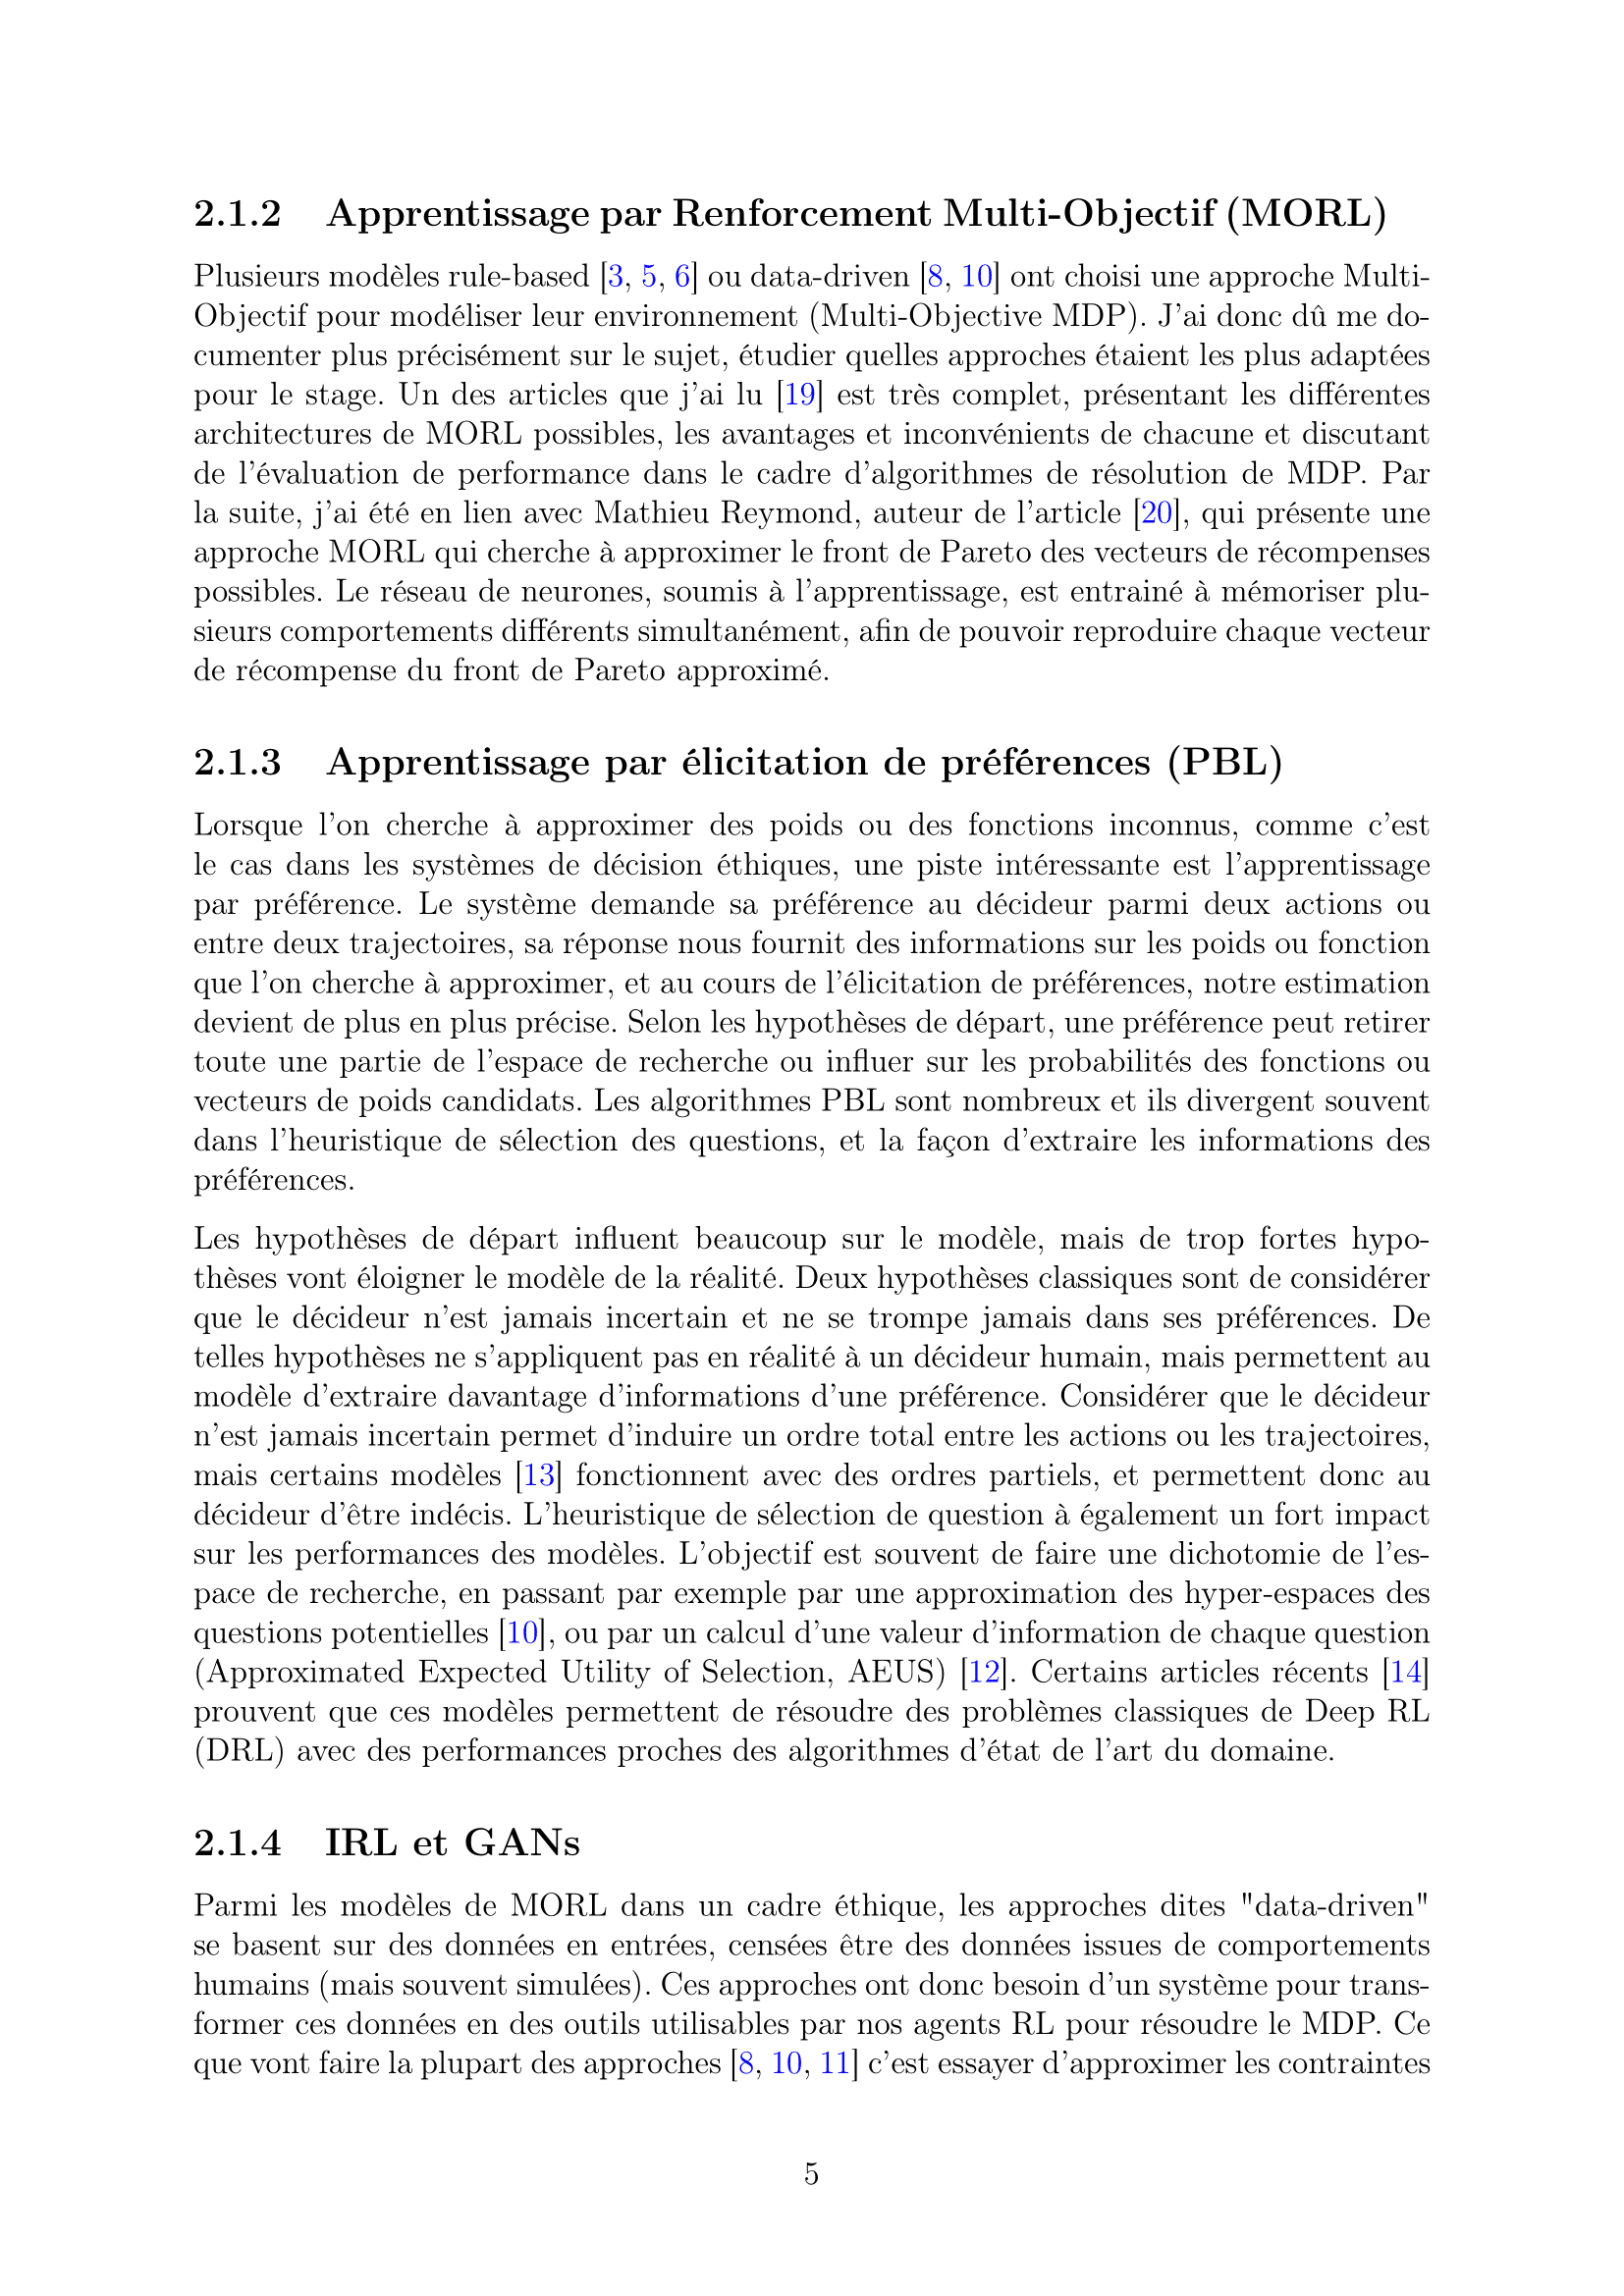 2.1.2 Apprentissage par Renforcement Multi-Objectif (MORL)
Plusieurs modèles rule-based [3, 5, 6] ou data-driven [8, 10] ont choisi une approche Multi-
Objectif pour modéliser leur environnement (Multi-Objective MDP). J'ai donc dû me do-
cumenter plus précisément sur le sujet, étudier quelles approches étaient les plus adaptées
pour le stage. Un des articles que j'ai lu [19] est très complet, présentant les différentes
architectures de MORL possibles, les avantages et inconvénients de chacune et discutant
de l'évaluation de performance dans le cadre d'algorithmes de résolution de MDP. Par
la suite, j'ai été en lien avec Mathieu Reymond, auteur de l'article [20], qui présente une
approche MORL qui cherche à approximer le front de Pareto des vecteurs de récompenses
possibles. Le réseau de neurones, soumis à l'apprentissage, est entrainé à mémoriser plu-
sieurs comportements différents simultanément, afin de pouvoir reproduire chaque vecteur
de récompense du front de Pareto approximé.
2.1.3 Apprentissage par élicitation de préférences (PBL)
Lorsque l'on cherche à approximer des poids ou des fonctions inconnus, comme c'est
le cas dans les systèmes de décision éthiques, une piste intéressante est l'apprentissage
par préférence. Le système demande sa préférence au décideur parmi deux actions ou
entre deux trajectoires, sa réponse nous fournit des informations sur les poids ou fonction
que l'on cherche à approximer, et au cours de l'élicitation de préférences, notre estimation
devient de plus en plus précise. Selon les hypothèses de départ, une préférence peut retirer
toute une partie de l'espace de recherche ou influer sur les probabilités des fonctions ou
vecteurs de poids candidats. Les algorithmes PBL sont nombreux et ils divergent souvent
dans l'heuristique de sélection des questions, et la façon d'extraire les informations des
préférences.
Les hypothèses de départ influent beaucoup sur le modèle, mais de trop fortes hypo-
thèses vont éloigner le modèle de la réalité. Deux hypothèses classiques sont de considérer
que le décideur n'est jamais incertain et ne se trompe jamais dans ses préférences. De
telles hypothèses ne s'appliquent pas en réalité à un décideur humain, mais permettent au
modèle d'extraire davantage d'informations d'une préférence. Considérer que le décideur
n'est jamais incertain permet d'induire un ordre total entre les actions ou les trajectoires,
mais certains modèles [13] fonctionnent avec des ordres partiels, et permettent donc au
décideur d'être indécis. L'heuristique de sélection de question à également un fort impact
sur les performances des modèles. L'objectif est souvent de faire une dichotomie de l'es-
pace de recherche, en passant par exemple par une approximation des hyper-espaces des
questions potentielles [10], ou par un calcul d'une valeur d'information de chaque question
(Approximated Expected Utility of Selection, AEUS) [12]. Certains articles récents [14]
prouvent que ces modèles permettent de résoudre des problèmes classiques de Deep RL
(DRL) avec des performances proches des algorithmes d'état de l'art du domaine.
2.1.4 IRL et GANs
Parmi les modèles de MORL dans un cadre éthique, les approches dites "data-driven"
se basent sur des données en entrées, censées être des données issues de comportements
humains (mais souvent simulées). Ces approches ont donc besoin d'un système pour trans-
former ces données en des outils utilisables par nos agents RL pour résoudre le MDP. Ce
que vont faire la plupart des approches [8, 10, 11] c'est essayer d'approximer les contraintes
5